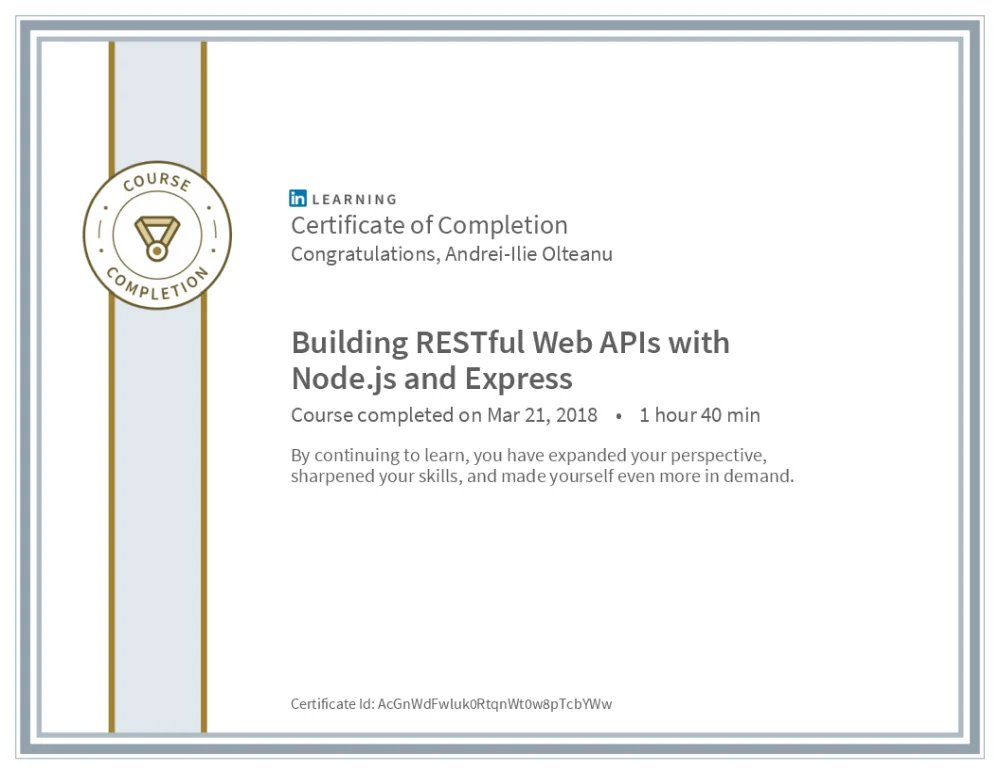 COURSE
COMPLETION
in LEARNING
Certificate of Completion
Congratulations, Andrei-Ilie Olteanu
Building RESTful Web APIs with
Node.js and Express
Course completed on Mar 21, 2018 • 1 hour 40 min
By continuing to learn, you have expanded your perspective,
sharpened your skills, and made yourself even more in demand.
Certificate Id: AcGnWdFwIuk0RtqnWt0w8pTcbYWw